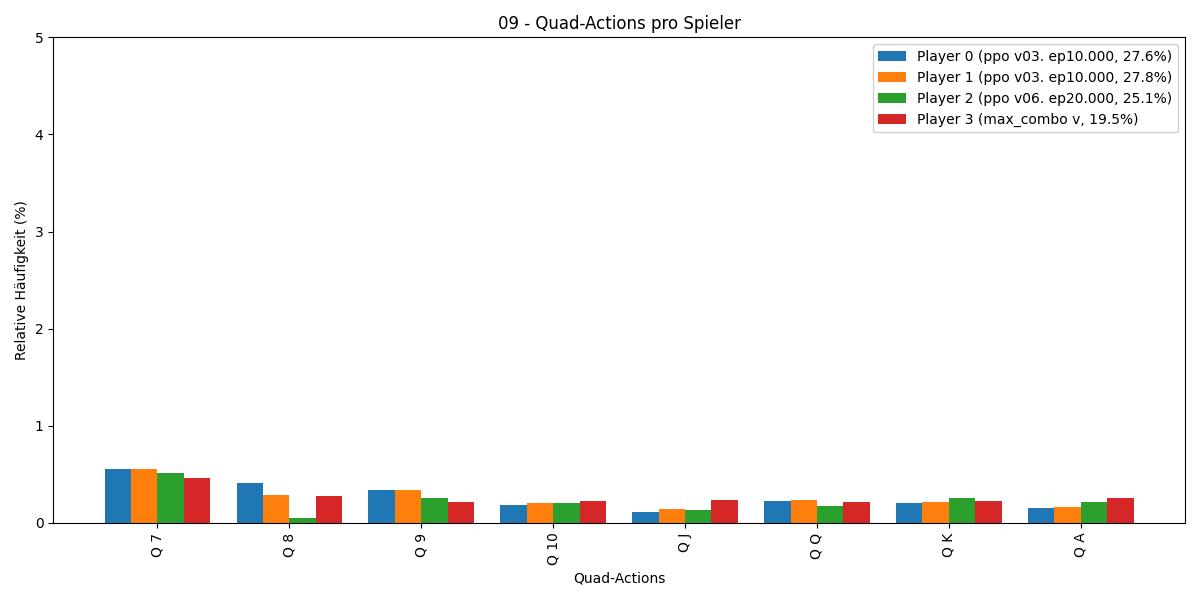 09 - Quad-Actions pro Spieler
Player 0 (ppo v03. ep10.000, 27.6%)
Player 1 (ppo v03. ep10.000, 27.8%)
Player 2 (ppo v06. ep20.000, 25.1%)
Player 3 (max_combo v, 19.5%)
Relative Häufigkeit (%)
5
4
3
2
1
0
Q 7
Q 8
Q 9
Q 10
Q J
Q Q
Q K
Q A
Quad-Actions